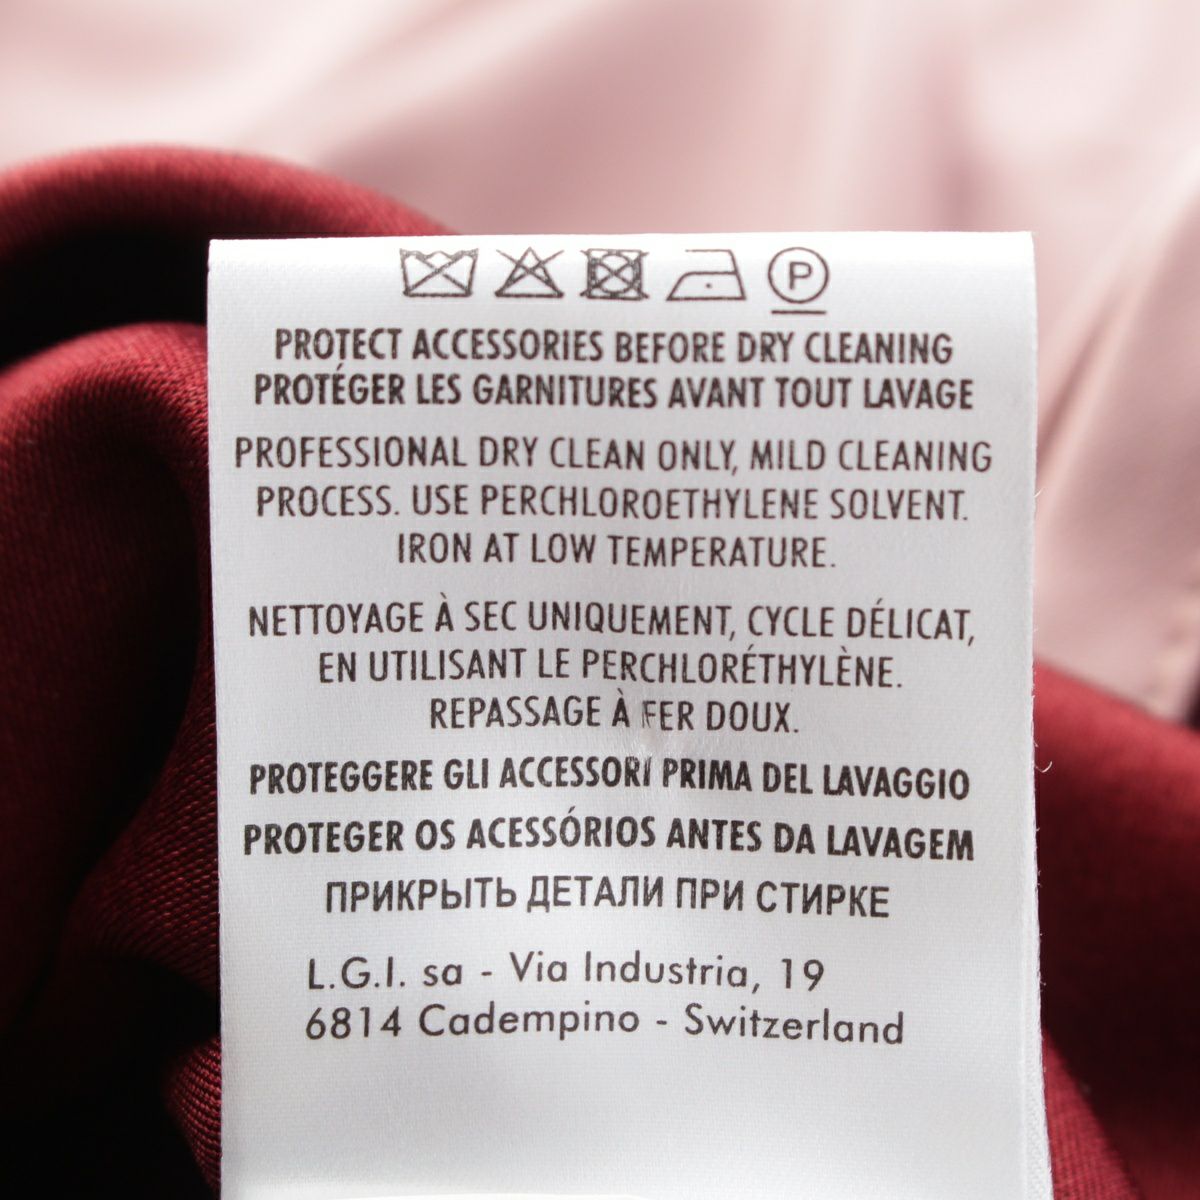 P
PROTECT ACCESSORIES BEFORE DRY CLEANING
PROTÉGER LES GARNITURES AVANT TOUT LAVAGE
PROFESSIONAL DRY CLEAN ONLY, MILD CLEANING
PROCESS. USE PERCHLOROETHYLENE SOLVENT.
IRON AT LOW TEMPERATURE.
NETTOYAGE À SEC UNIQUEMENT, CYCLE DÉLICAT,
EN UTILISANT LE PERCHLORÉTHYLÈNE.
REPASSAGE À FER DOUX.
PROTEGGERE GLI ACCESSORI PRIMA DEL LAVAGGIO
PROTEGER OS ACESSÓRIOS ANTES DA LAVAGEM
ПРИКРЫТЬ ДЕТАЛИ ПРИ СТИРКЕ
L.G.I. sa - Via Industria, 19
6814 Cadempino - Switzerland